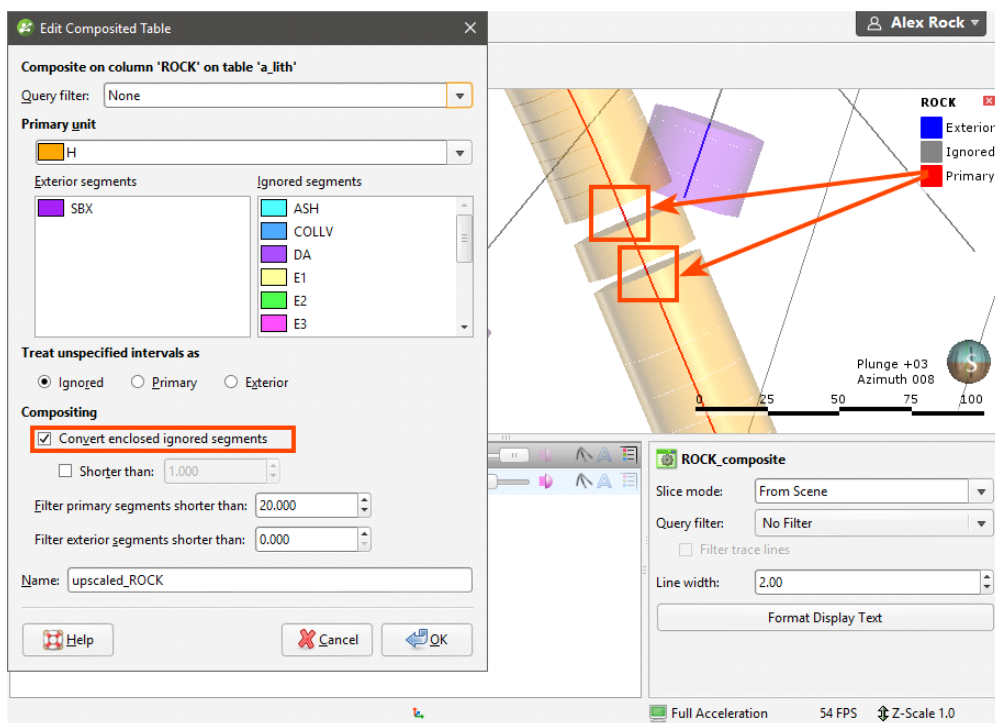 Edit Composited Table
Composite on column 'ROCK' on table 'a_lith'
Query filter: None
Primary unit
H
Exterior segments Ignored segments
SBX
ASH
COLLV
DA
E1
E2
E3
Treat unspecified intervals as
Ignored Primary Exterior
Compositing
Convert enclosed ignored segments
Shorter than: 1.000
Filter primary segments shorter than: 20.000
Filter exterior segments shorter than: 0.000
Name: upscaled_ROCK
Help Cancel OK
Alex Rock
ROCK
Exterior
Ignored
Primary
Plunge +03
Azimuth 008
S
0 25 50 75 100
ROCK_composite
Slice mode: From Scene
Query filter: No Filter
Filter trace lines
Line width: 2.00
Format Display Text
Full Acceleration 54 FPS Z-Scale 1.0